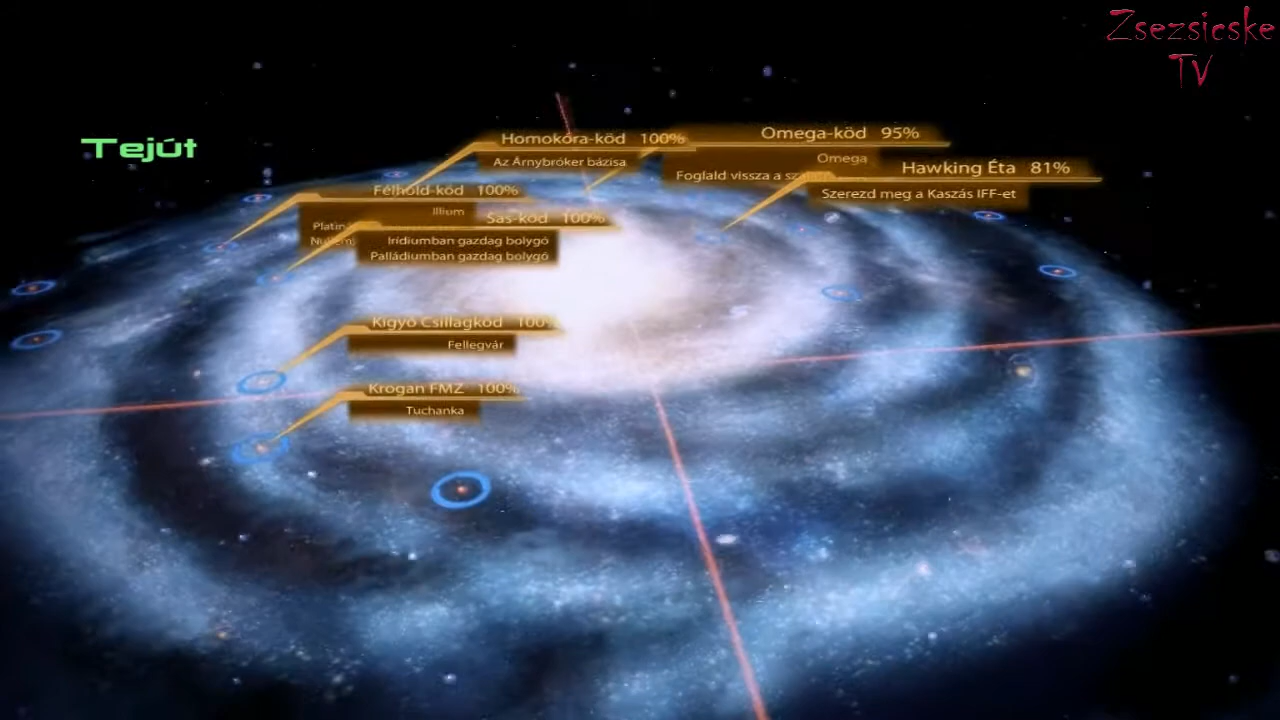 Zsezsicske
TV
Tejút
Homokóra-köd 100%
Az Árnybróker bázisa
Omega-köd 95%
Omega
Foglald vissza a
Hawking Éta 81%
Szerezd meg a Kaszás IFF-et
Félhold-köd 100%
Illium
Sas-köd 100%
Irídiumban gazdag bolygó
Palládiumban gazdag bolygó
Kígyó Csillagköd 100%
Fellegvár
Krogan FMZ 100%
Tuchanka